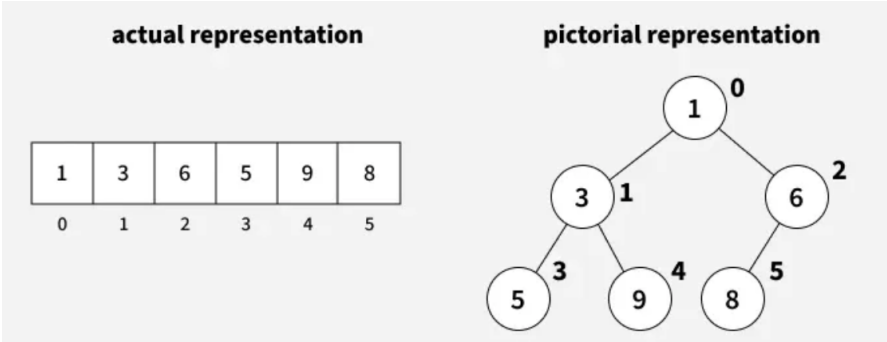 actual representation
1 3 6 5 9 8
0 1 2 3 4 5
pictorial representation
1 0
3 1 6 2
5 3 9 4 8 5